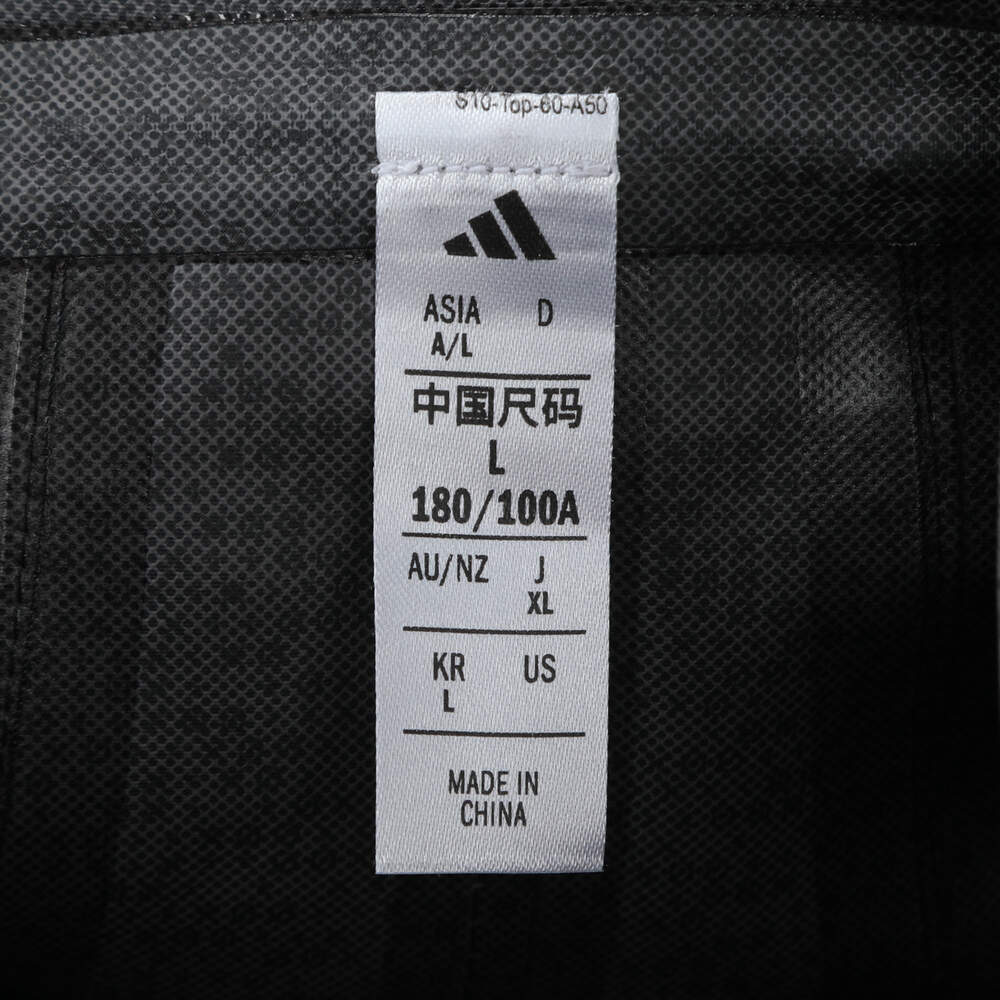 S10-Top-60-A50
ASIA D
A/L
中国尺码
L
180/100A
AU/NZ J
XL
KR US
L
MADE IN
CHINA